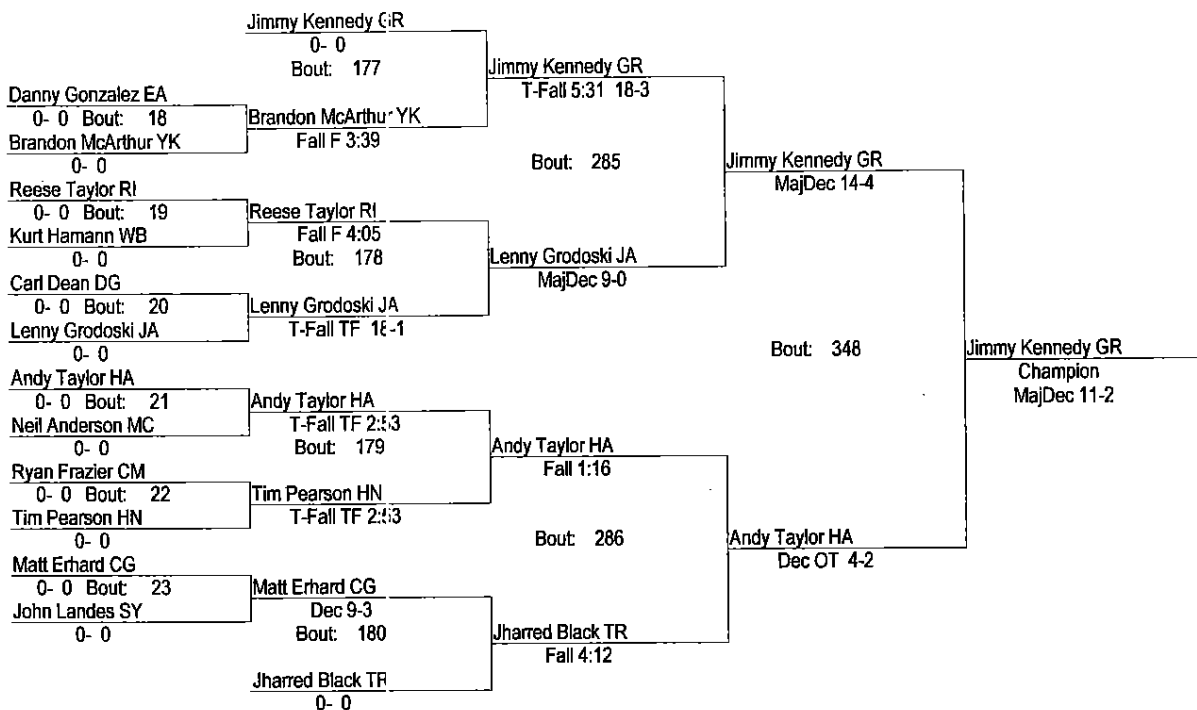 Jimmy Kennedy GR
0- 0
Bout: 177
Jimmy Kennedy GR
T-Fall 5:31 18-3
Danny Gonzalez EA
0- 0 Bout: 18
Brandon McArthur YK
Fall F 3:39
Brandon McArthur YK
0- 0
Bout: 285
Jimmy Kennedy GR
MajDec 14-4
Reese Taylor RI
0- 0 Bout: 19
Reese Taylor RI
Fall F 4:05
Kurt Hamann WB
0- 0
Bout: 178
Lenny Grodoski JA
MajDec 9-0
Carl Dean DG
0- 0 Bout: 20
Lenny Grodoski JA
T-Fall TF 18-1
Lenny Grodoski JA
0- 0
Bout: 348
Jimmy Kennedy GR
Champion
MajDec 11-2
Andy Taylor HA
0- 0 Bout: 21
Andy Taylor HA
T-Fall TF 2:53
Neil Anderson MC
0- 0
Bout: 179
Andy Taylor HA
Fall 1:16
Ryan Frazier CM
0- 0 Bout: 22
Tim Pearson HN
T-Fall TF 2:53
Tim Pearson HN
0- 0
Bout: 286
Andy Taylor HA
Dec OT 4-2
Matt Erhard CG
0- 0 Bout: 23
Matt Erhard CG
Dec 9-3
John Landes SY
0- 0
Bout: 180
Jharred Black TR
Fall 4:12
Jharred Black TR
0- 0